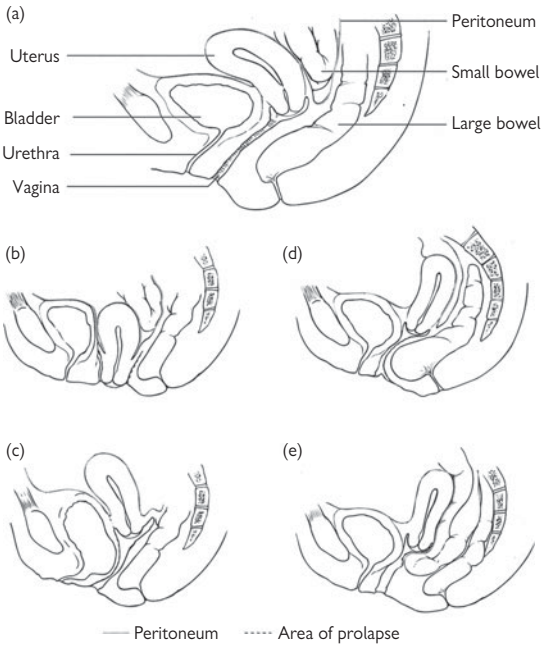 (a)
Peritoneum
Uterus
Small bowel
Bladder
Large bowel
Urethra
Vagina
(b)
(d)
(c)
(e)
Peritoneum
Area of prolapse